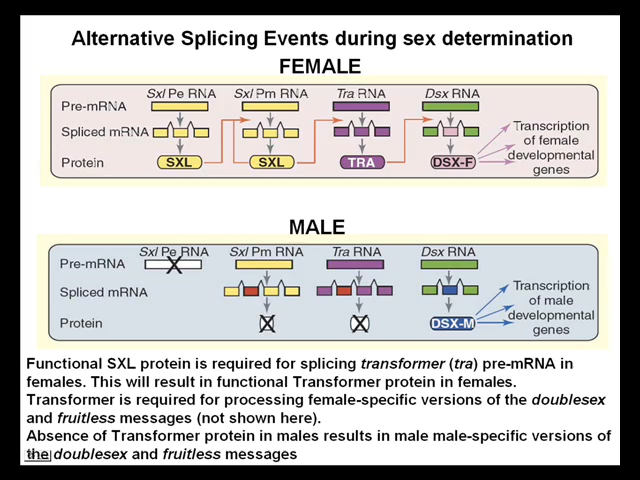 Alternative Splicing Events during sex determination
FEMALE
Sxl Pe RNA Sxl Pm RNA Tra RNA Dsx RNA
Pre-mRNA
Spliced mRNA
Protein SXL SXL TRA DSX-F
Transcription
of female
developmental
genes
MALE
Sxl Pe RNA Sxl Pm RNA Tra RNA Dsx RNA
Pre-mRNA
Spliced mRNA
Protein DSX-M
Transcription
of male
developmental
genes
Functional SXL protein is required for splicing transformer (tra) pre-mRNA in
females. This will result in functional Transformer protein in females.
Transformer is required for processing female-specific versions of the doublesex
and fruitless messages (not shown here).
Absence of Transformer protein in males results in male male-specific versions of
the doublesex and fruitless messages